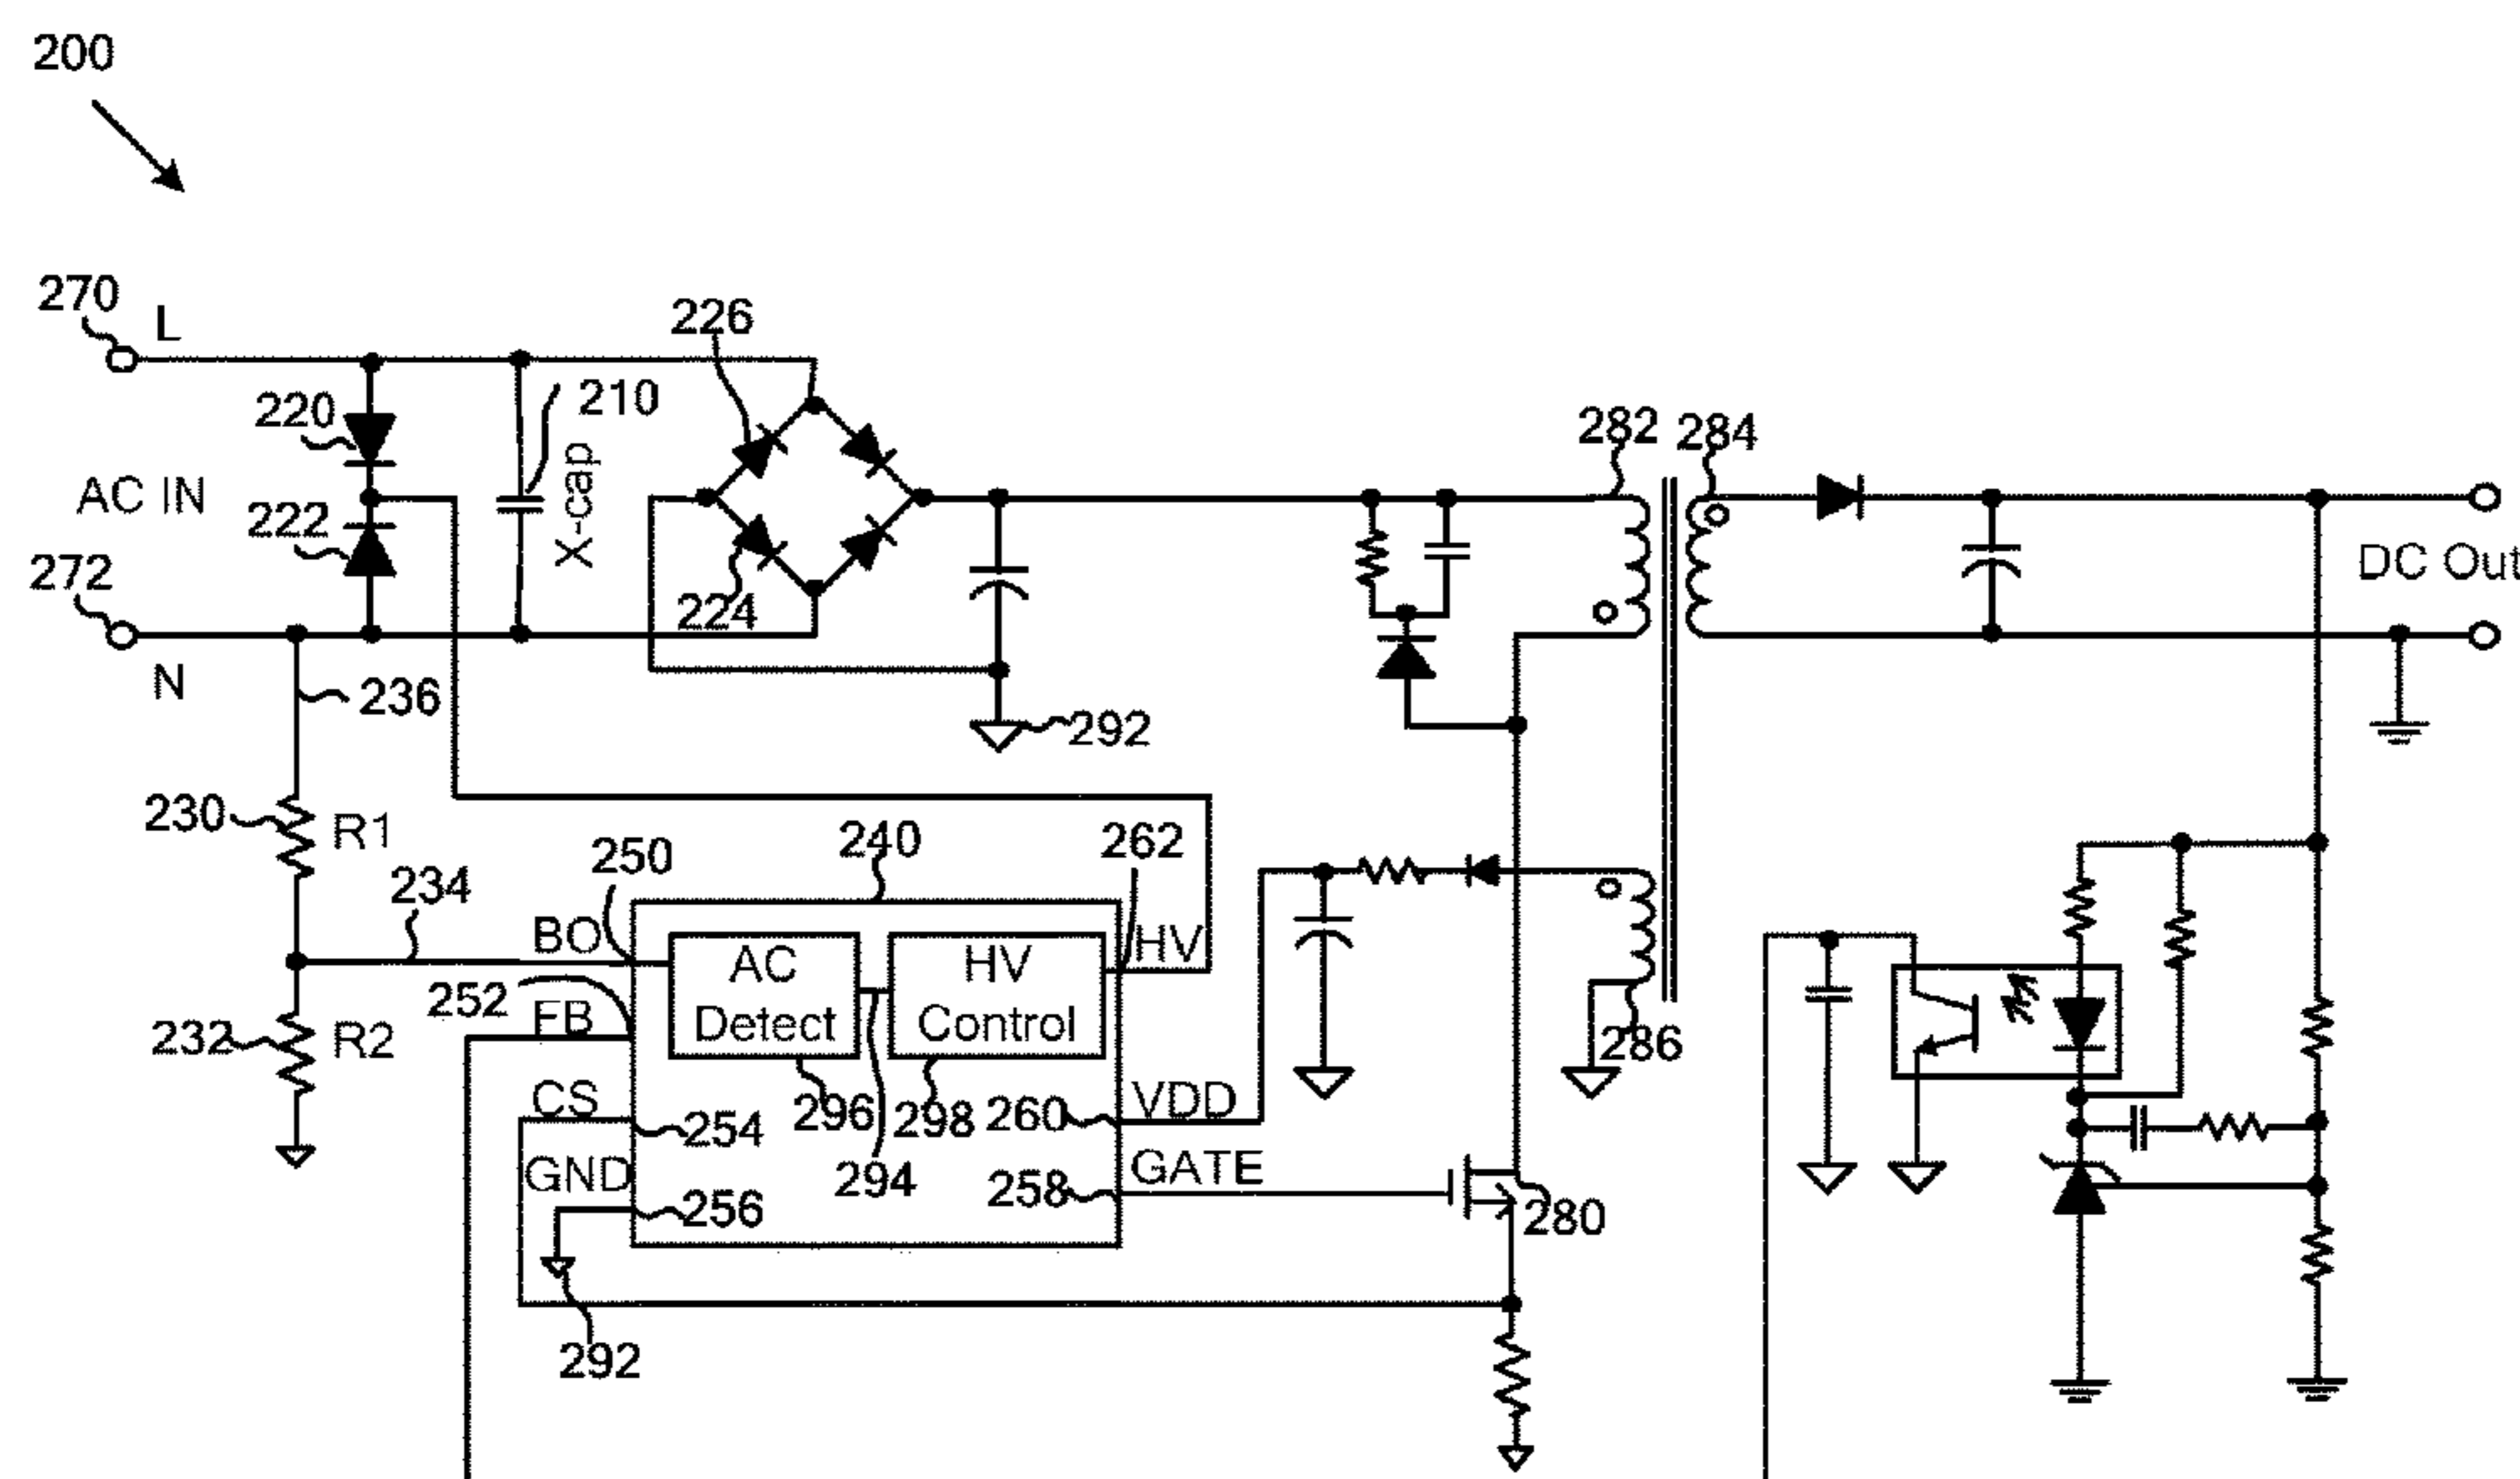 200
270
L
226
220
210
X-cap
282
284
AC IN
222
DC Out
272
224
N
236
292
230
R1
240
262
250
234
BO
HV
AC
Detect
HV
Control
252
FB
286
232
R2
CS
254
296
298
260
VDD
294
GND
256
258
GATE
280
292